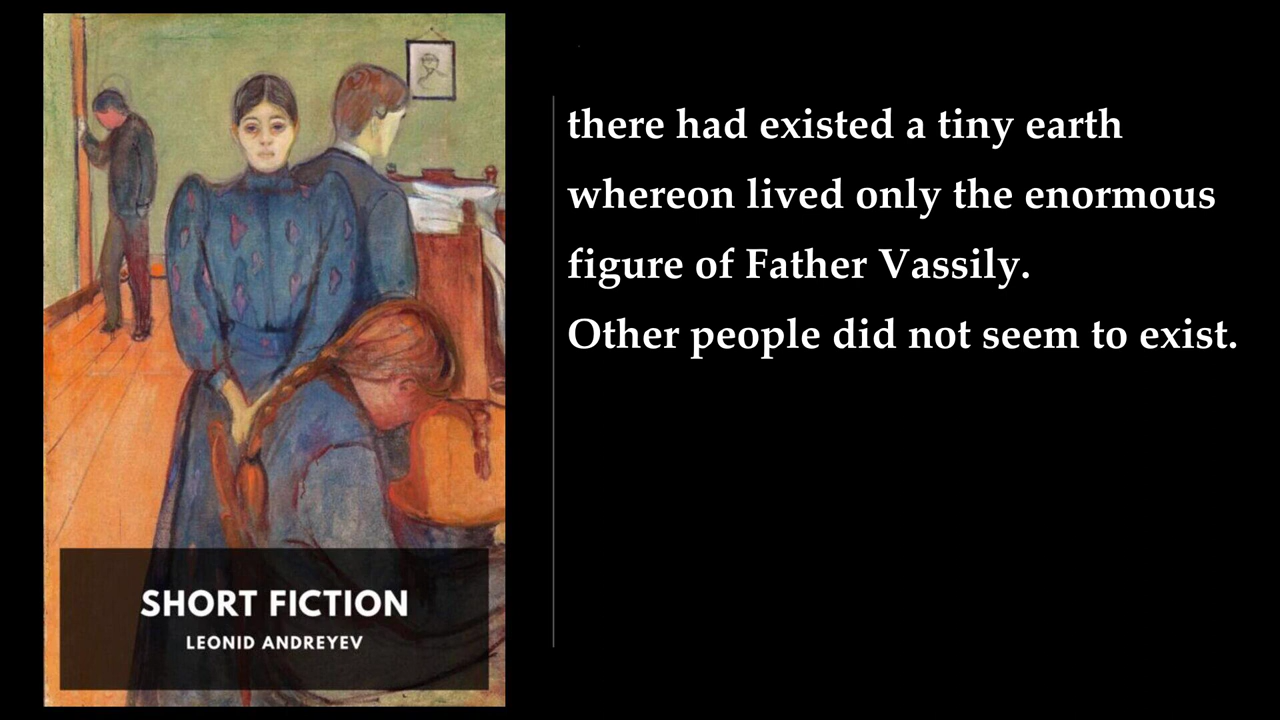 there had existed a tiny earth
whereon lived only the enormous
figure of Father Vassily.
Other people did not seem to exist.
SHORT FICTION
LEONID ANDREYEV